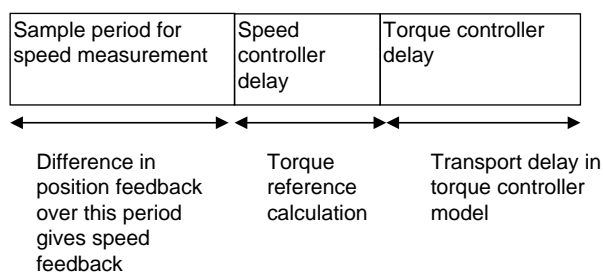 Sample period for
speed measurement
Speed
controller
delay
Torque controller
delay
Difference in
position feedback
over this period
gives speed
feedback
Torque
reference
calculation
Transport delay in
torque controller
model